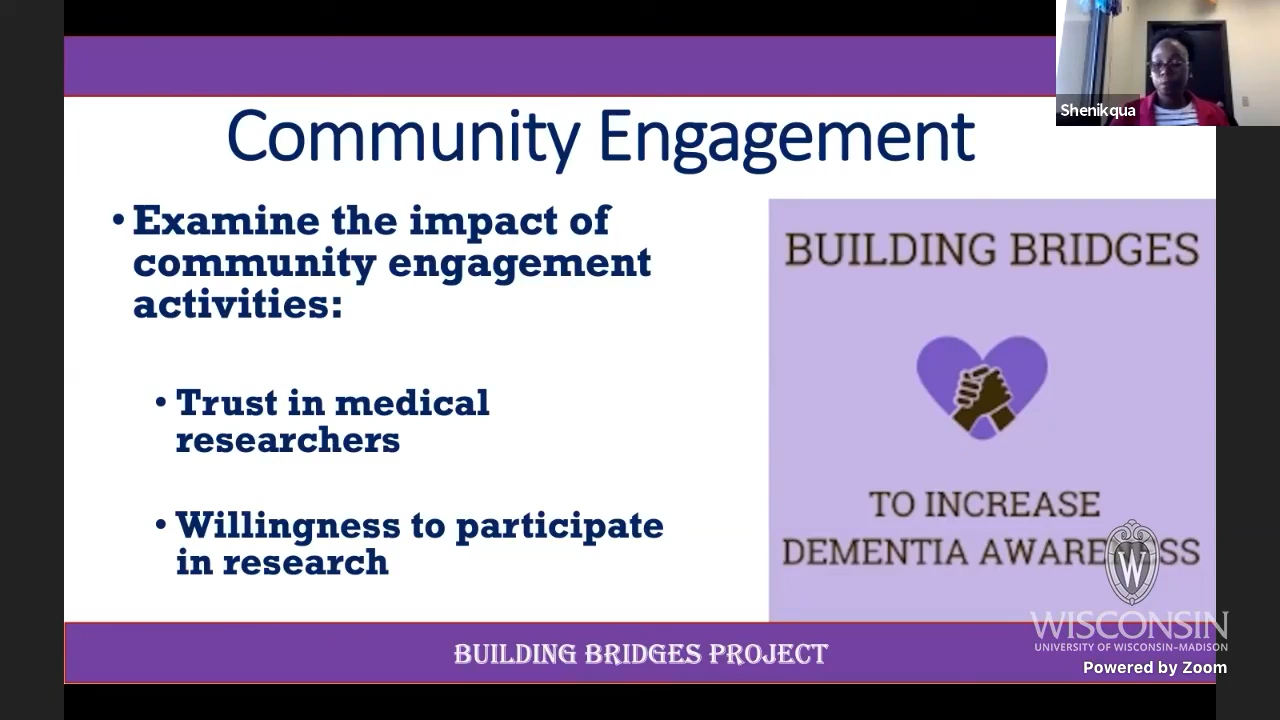 Shenikqua
Community Engagement
• Examine the impact of
community engagement
activities:
• Trust in medical
researchers
• Willingness to participate
in research
BUILDING BRIDGES
TO INCREASE
DEMENTIA AWARENESS
W
WISCONSIN
UNIVERSITY OF WISCONSIN-MADISON
Powered by Zoom
BUILDING BRIDGES PROJECT